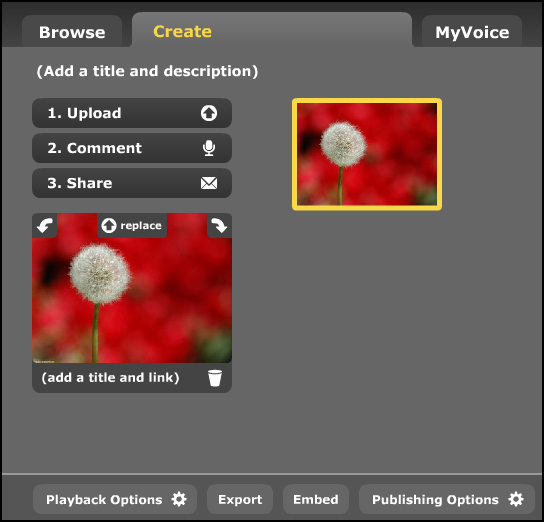 Browse
Create
MyVoice
(Add a title and description)
1. Upload
2. Comment
3. Share
replace
(add a title and link)
Playback Options
Export
Embed
Publishing Options